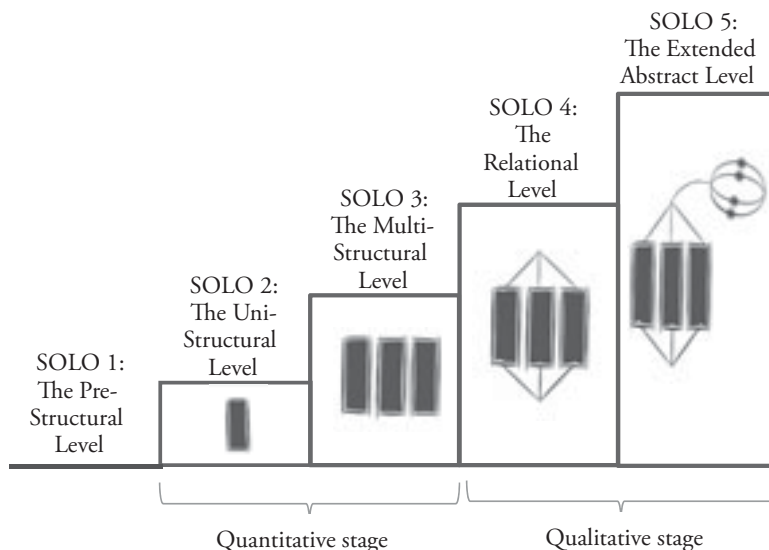 SOLO 1:
The Pre-
Structural
Level
SOLO 2:
The Uni-
Structural
Level
SOLO 3:
The Multi-
Structural
Level
SOLO 4:
The
Relational
Level
SOLO 5:
The Extended
Abstract Level
Quantitative stage
Qualitative stage